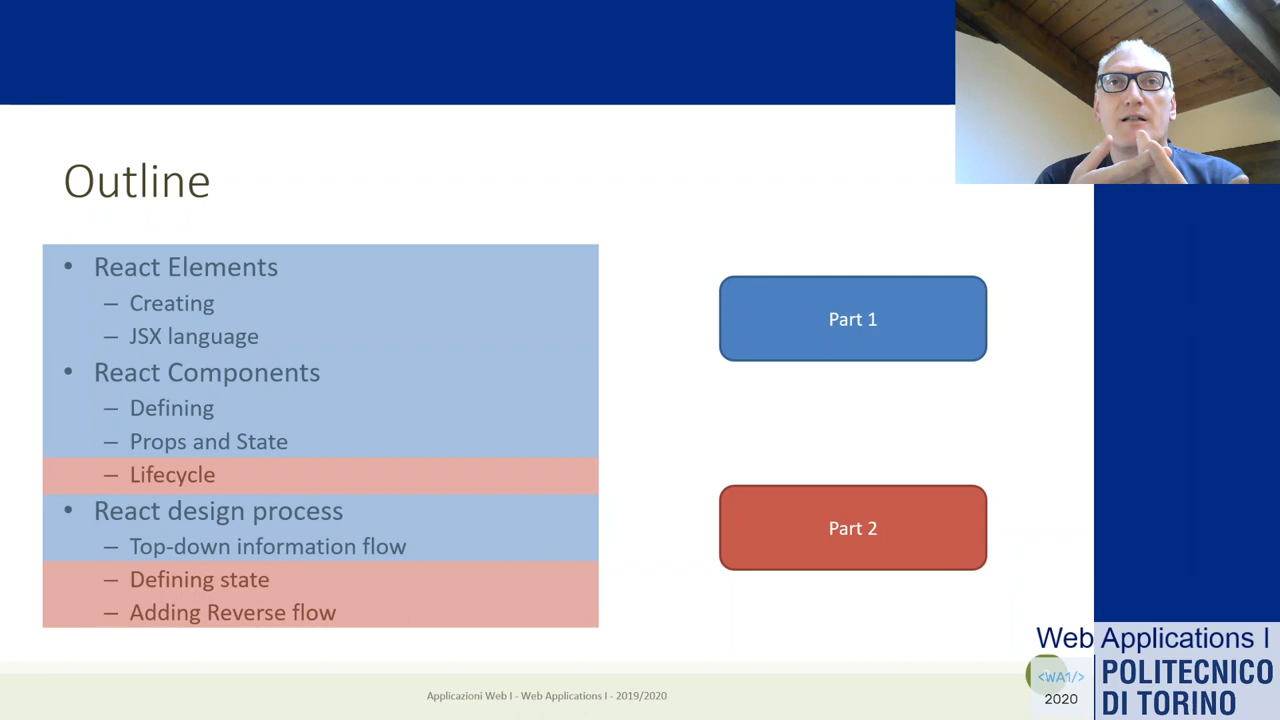 Outline
• React Elements
– Creating
– JSX language
• React Components
– Defining
– Props and State
– Lifecycle
• React design process
– Top-down information flow
– Defining state
– Adding Reverse flow
Part 1
Part 2
Applicazioni Web I - Web Applications I - 2019/2020
Web Applications I
<WA1/>
2020
POLITECNICO
DI TORINO